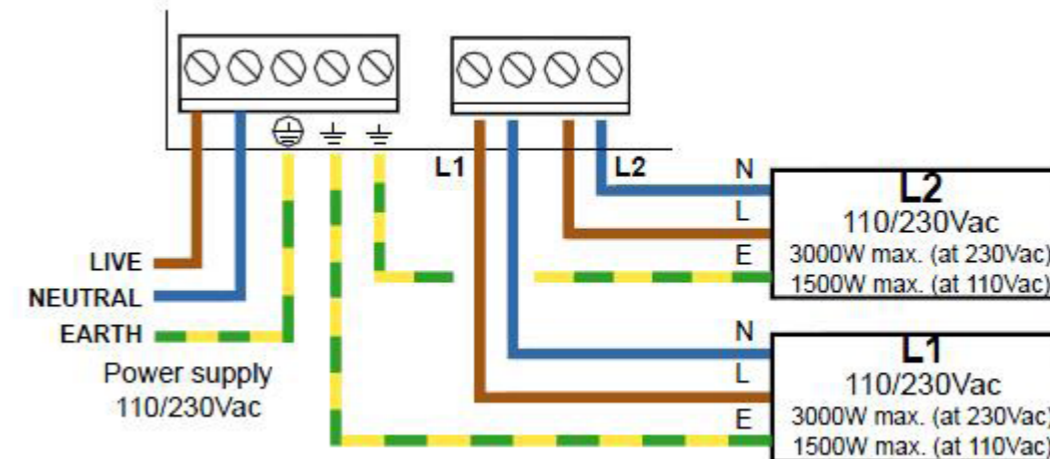 L1
L2
LIVE
NEUTRAL
EARTH
Power supply
110/230Vac
N
L
E
L2
110/230Vac
3000W max. (at 230Vac)
1500W max. (at 110Vac)
N
L
E
L1
110/230Vac
3000W max. (at 230Vac)
1500W max. (at 110Vac)